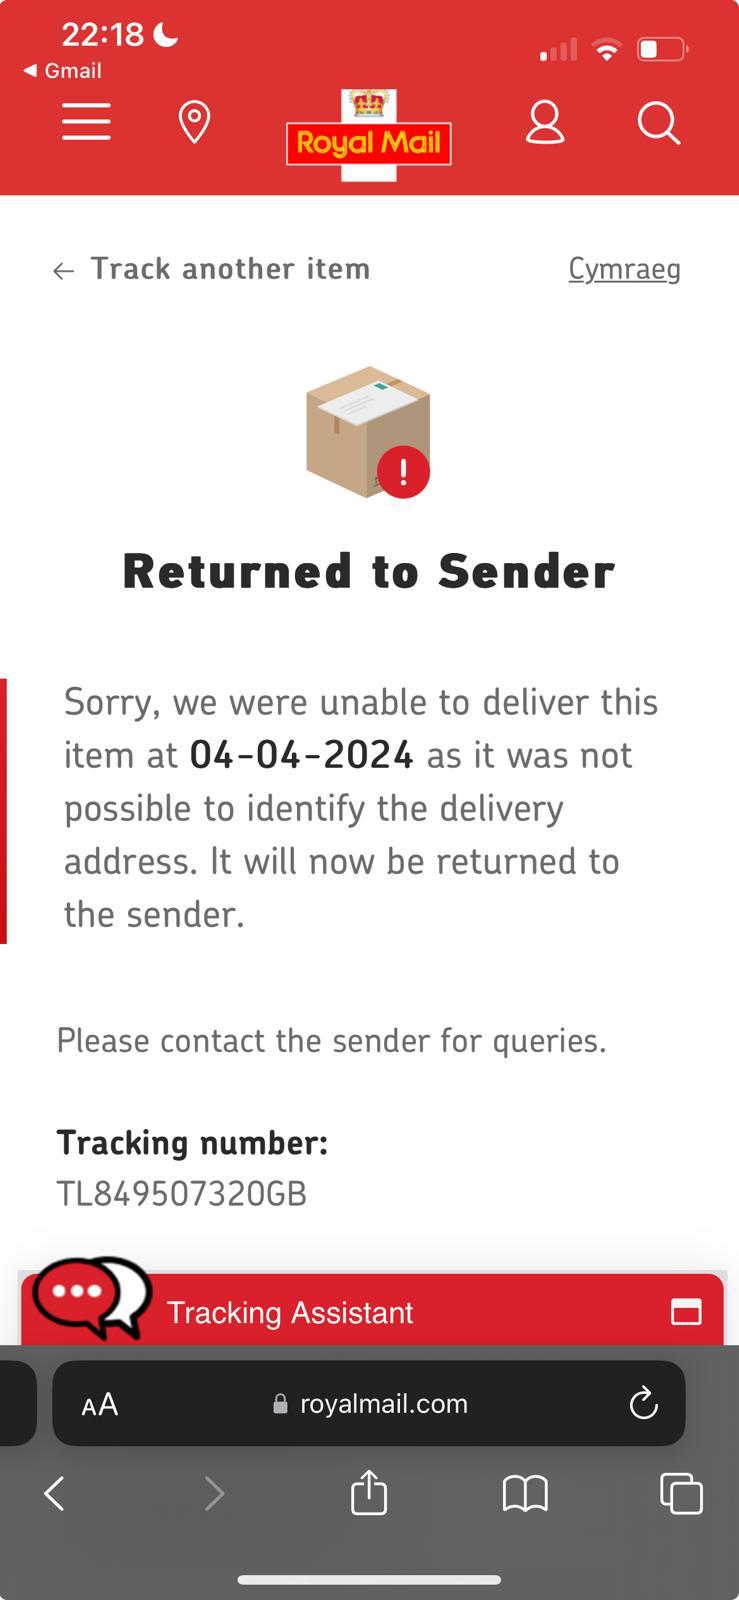 22:18
◀ Gmail
Royal Mail
← Track another item
Cymraeg
!
Returned to Sender
Sorry, we were unable to deliver this
item at 04-04-2024 as it was not
possible to identify the delivery
address. It will now be returned to
the sender.
Please contact the sender for queries.
Tracking number:
TL849507320GB
Tracking Assistant
AA
royalmail.com